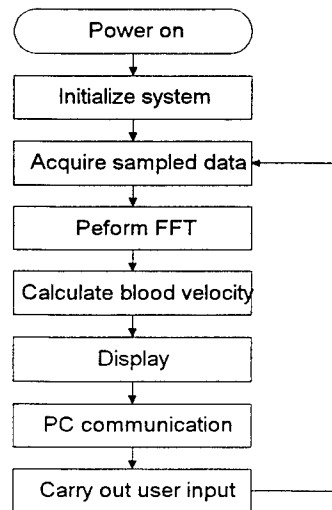 Power on
Initialize system
Acquire sampled data
Peform FFT
Calculate blood velocity
Display
PC communication
Carry out user input